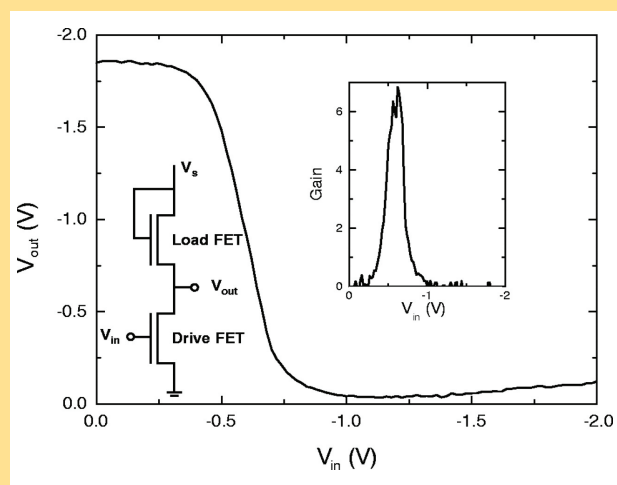 -2.0
-1.5
-1.0
-0.5
0.0
V_out (V)
0.0 -0.5 -1.0 -1.5 -2.0
V_in (V)
V_s
Load FET
V_out
V_in
Drive FET
6
4
2
0
Gain
0 -1 -2
V_in (V)